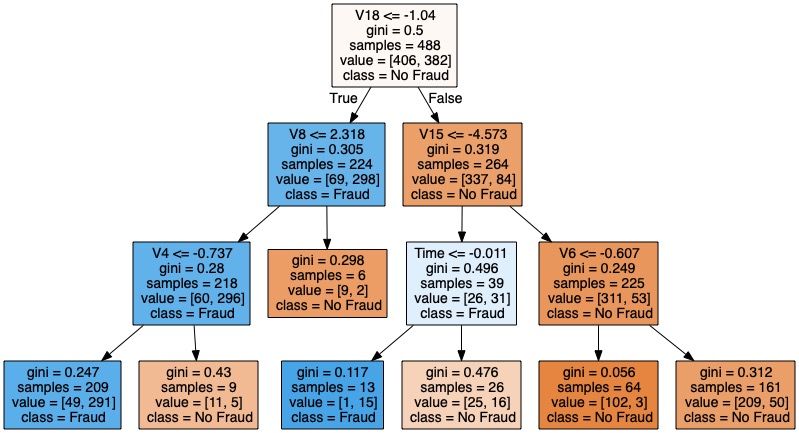 V18 <= -1.04
gini = 0.5
samples = 488
value = [406, 382]
class = No Fraud
True
False
V8 <= 2.318
gini = 0.305
samples = 224
value = [69, 298]
class = Fraud
V15 <= -4.573
gini = 0.319
samples = 264
value = [337, 84]
class = No Fraud
V4 <= -0.737
gini = 0.28
samples = 218
value = [60, 296]
class = Fraud
gini = 0.298
samples = 6
value = [9, 2]
class = No Fraud
Time <= -0.011
gini = 0.496
samples = 39
value = [26, 31]
class = Fraud
V6 <= -0.607
gini = 0.249
samples = 225
value = [311, 53]
class = No Fraud
gini = 0.247
samples = 209
value = [49, 291]
class = Fraud
gini = 0.43
samples = 9
value = [11, 5]
class = No Fraud
gini = 0.117
samples = 13
value = [1, 15]
class = Fraud
gini = 0.476
samples = 26
value = [25, 16]
class = No Fraud
gini = 0.056
samples = 64
value = [102, 3]
class = No Fraud
gini = 0.312
samples = 161
value = [209, 50]
class = No Fraud